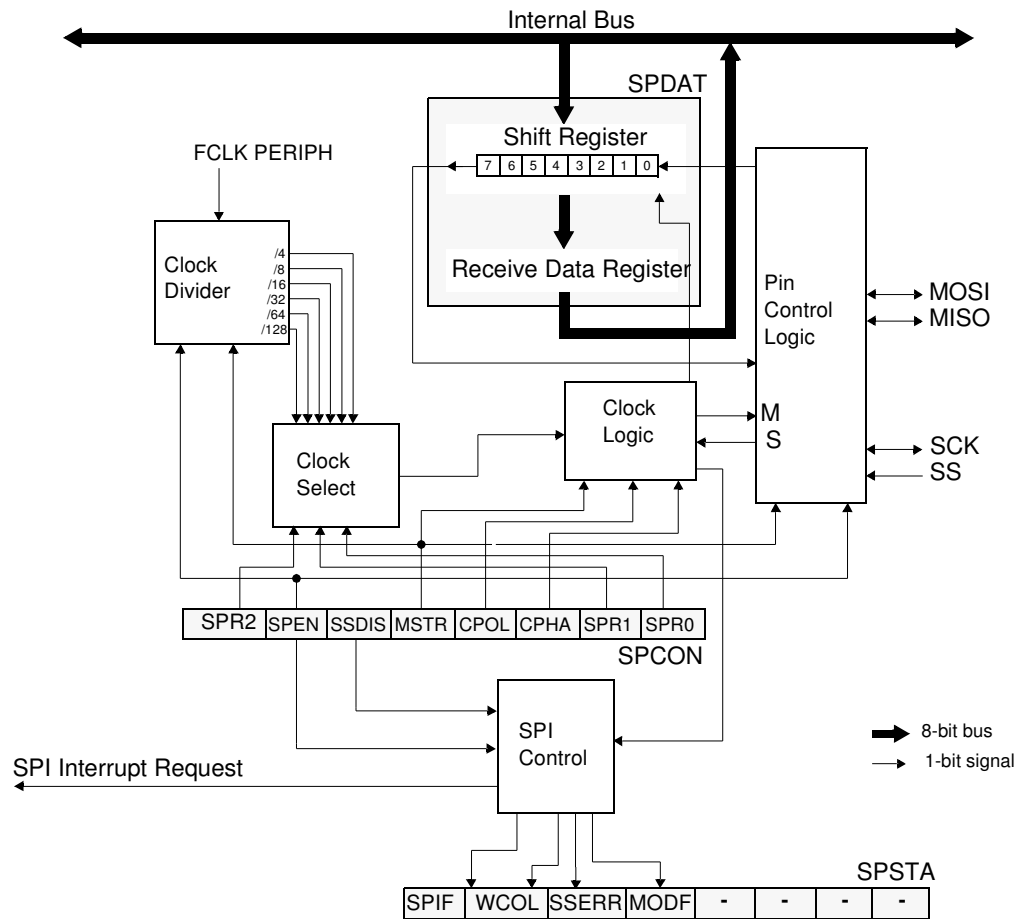 Internal Bus
SPDAT
Shift Register
7 6 5 4 3 2 1 0
FCLK PERIPH
Clock
Divider
/4
/8
/16
/32
/64
/128
Receive Data Register
Pin
Control
Logic
MOSI
MISO
Clock
Logic
M
S
SCK
SS
Clock
Select
SPR2 SPEN SSDIS MSTR CPOL CPHA SPR1 SPR0
SPCON
SPI
Control
8-bit bus
1-bit signal
SPI Interrupt Request
SPSTA
SPIF WCOL SSERR MODF - - - -